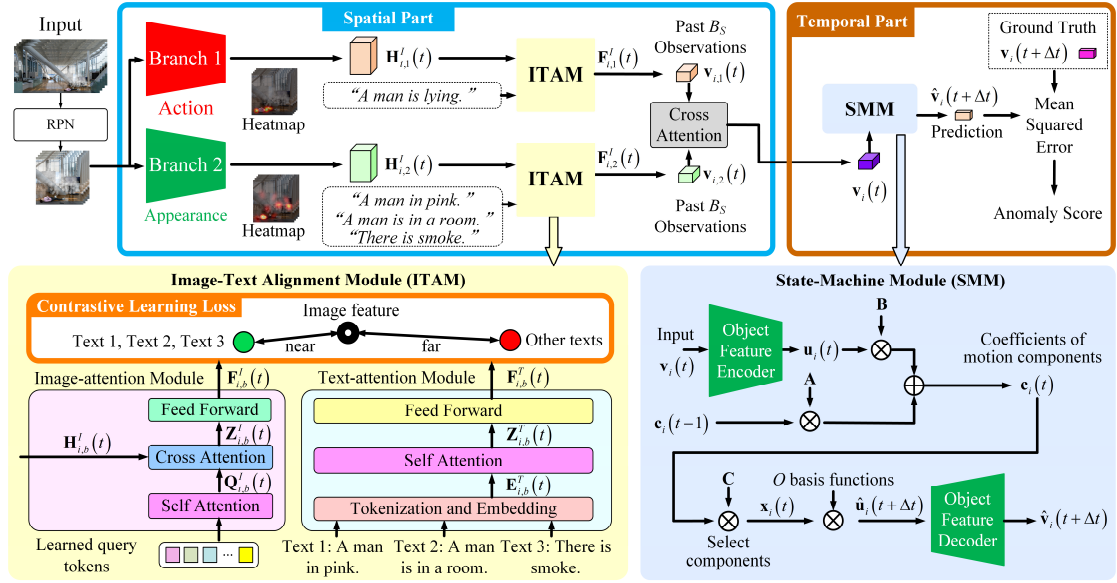 Input
RPN
Spatial Part
Branch 1
Action
Heatmap
H^I_{i,1}(t)
“A man is lying.”
ITAM
F^I_{i,1}(t)
Past B_S
Observations
v_{i,1}(t)
Cross
Attention
Branch 2
Appearance
Heatmap
H^I_{i,2}(t)
“A man in pink.”
“A man is in a room.”
“There is smoke.”
ITAM
F^I_{i,2}(t)
v_{i,2}(t)
Past B_S
Observations
Temporal Part
Ground Truth
v_i(t+Δt)
SMM
v̂_i(t+Δt)
Prediction
Mean
Squared
Error
v_i(t)
Anomaly Score
Image-Text Alignment Module (ITAM)
Contrastive Learning Loss
Image feature
Text 1, Text 2, Text 3
near
far
Other texts
Image-attention Module
F^I_{i,b}(t)
Feed Forward
Z^I_{i,b}(t)
H^I_{i,b}(t)
Cross Attention
Q^I_{i,b}(t)
Self Attention
Learned query
tokens
...
Text-attention Module
F^T_{i,b}(t)
Feed Forward
Z^T_{i,b}(t)
Self Attention
E^T_{i,b}(t)
Tokenization and Embedding
Text 1: A man
in pink.
Text 2: A man
is in a room.
Text 3: There is
smoke.
State-Machine Module (SMM)
Input
v_i(t)
Object
Feature
Encoder
u_i(t)
B
A
c_i(t−1)
Coefficients of
motion components
c_i(t)
C
Select
components
x_i(t)
O basis functions
û_i(t+Δt)
Object
Feature
Decoder
v̂_i(t+Δt)